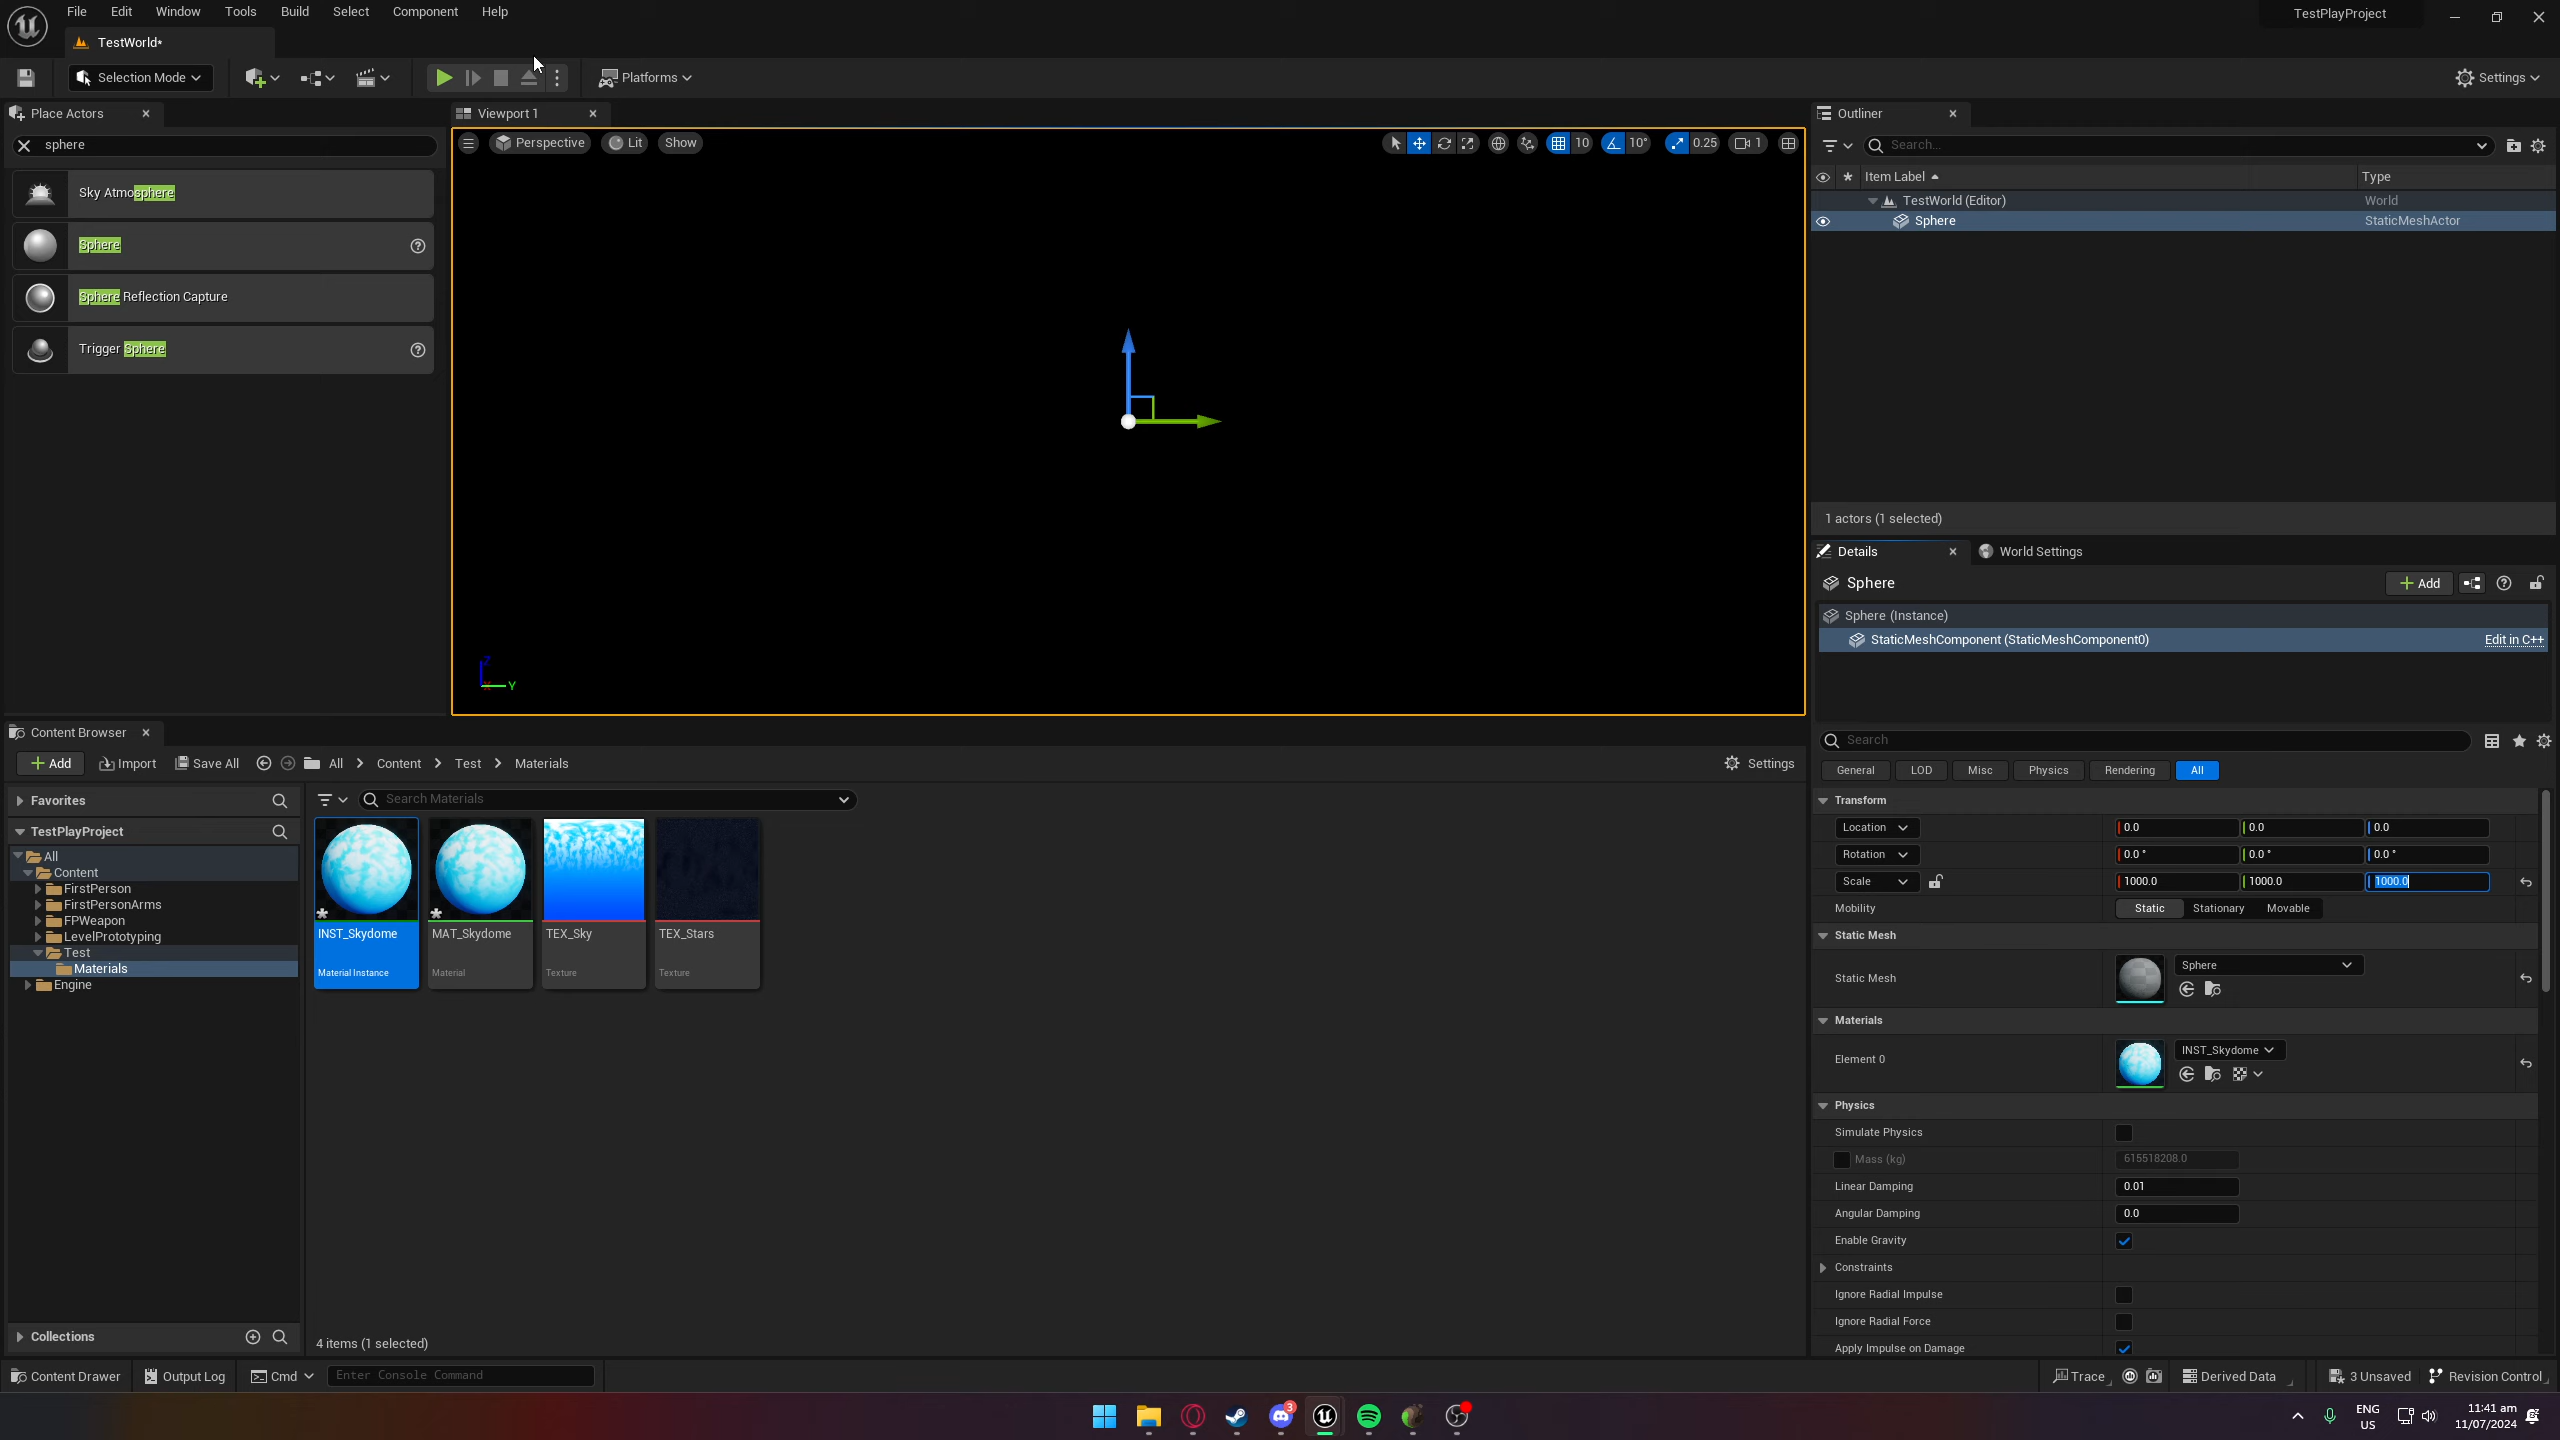 File Edit Window Tools Build Select Component Help
TestPlayProject
TestWorld*
Selection Mode
Platforms
Settings
Place Actors
sphere
Sky Atmosphere
Sphere
Sphere Reflection Capture
Trigger Sphere
Viewport 1
Perspective Lit Show
10 10° 0.25 1
Z
X Y
Outliner
Search...
Item Label Type
TestWorld (Editor) World
Sphere StaticMeshActor
1 actors (1 selected)
Details World Settings
Sphere
Add
Sphere (Instance)
StaticMeshComponent (StaticMeshComponent0) Edit in C++
Search
General LOD Misc Physics Rendering All
Transform
Location 0.0 0.0 0.0
Rotation 0.0 ° 0.0 ° 0.0 °
Scale 1000.0 1000.0 1000.0
Mobility Static Stationary Movable
Static Mesh
Static Mesh Sphere
Materials
Element 0 INST_Skydome
Physics
Simulate Physics
Mass (kg) 615518208.0
Linear Damping 0.01
Angular Damping 0.0
Enable Gravity
Constraints
Ignore Radial Impulse
Ignore Radial Force
Apply Impulse on Damage
Content Browser
Add Import Save All All Content Test Materials Settings
Favorites
TestPlayProject
All
Content
FirstPerson
FirstPersonArms
FPWeapon
LevelPrototyping
Test
Materials
Engine
Collections
Search Materials
INST_Skydome
Material Instance
MAT_Skydome
Material
TEX_Sky
Texture
TEX_Stars
Texture
4 items (1 selected)
Content Drawer Output Log Cmd Enter Console Command
Trace Derived Data 3 Unsaved Revision Control
3
ENG
US
11:41 am
11/07/2024